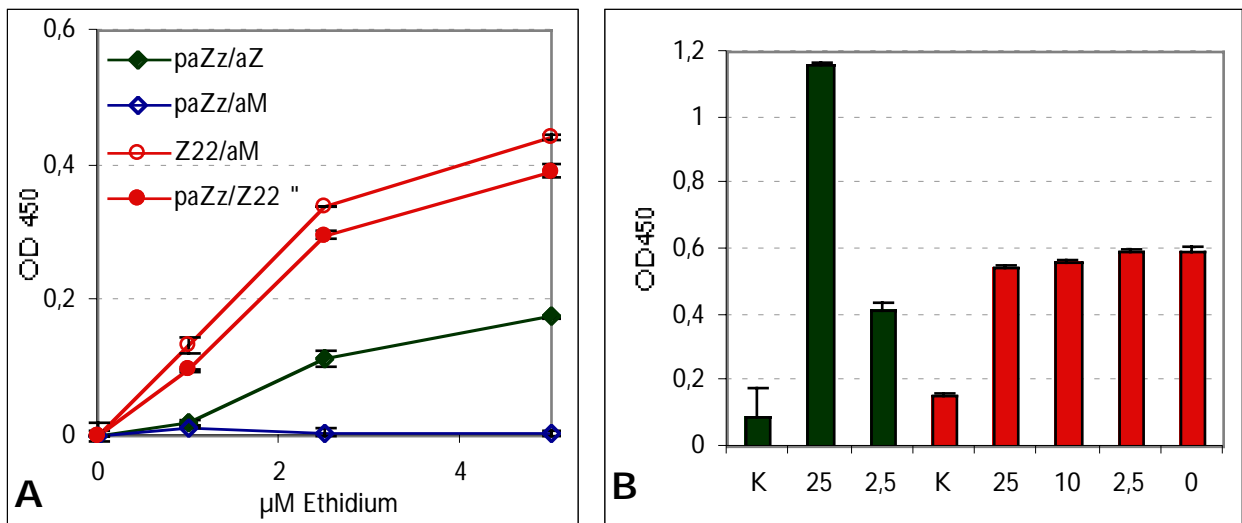 0,6
0,4
0,2
0
OD 450
paZz/aZ
paZz/aM
Z22/aM
paZz/Z22 "
0 2 4
µM Ethidium
A
1,2
1
0,8
0,6
0,4
0,2
0
OD450
K 25 2,5 K 25 10 2,5 0
B